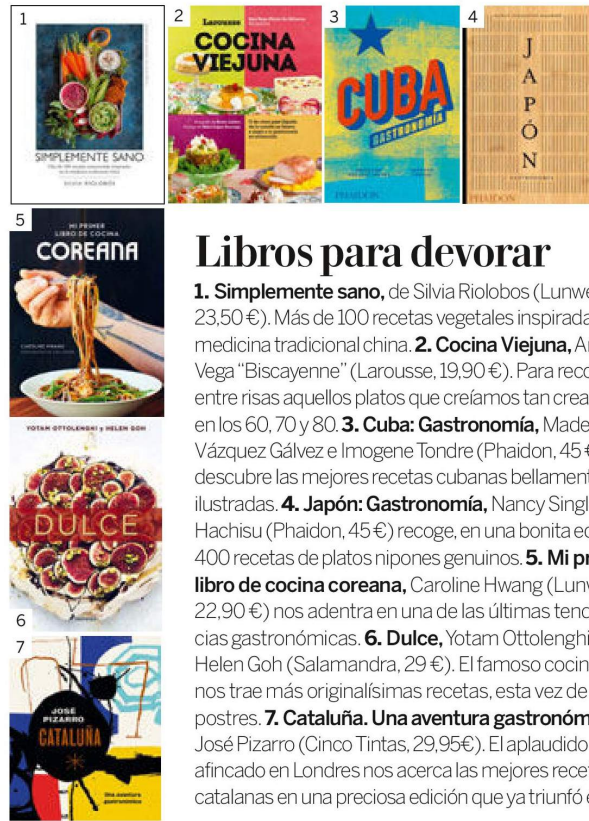 1
SIMPLEMENTE SANO
SILVIA RIOLOBOS
2
Larousse
COCINA
VIEJUNA
3
CUBA
GASTRONOMÍA
PHAIDON
4
JAPÓN
GASTRONOMÍA
PHAIDON
5
MI PRIMER
LIBRO DE COCINA
COREANA
CAROLINE HWANG
YOTAM OTTOLENGHI y HELEN GOH
DULCE
6
7
JOSÉ
PIZARRO
CATALUÑA
Una aventura
gastronómica
Libros para devorar
1. Simplemente sano, de Silvia Riolobos (Lunwe
23,50 €). Más de 100 recetas vegetales inspirada
medicina tradicional china. 2. Cocina Viejuna, A
Vega “Biscayenne” (Larousse, 19,90 €). Para reco
entre risas aquellos platos que creíamos tan crea
en los 60, 70 y 80. 3. Cuba: Gastronomía, Made
Vázquez Gálvez e Imogene Tondre (Phaidon, 45 €
descubre las mejores recetas cubanas bellament
ilustradas. 4. Japón: Gastronomía, Nancy Singl
Hachisu (Phaidon, 45 €) recoge, en una bonita ed
400 recetas de platos nipones genuinos. 5. Mi pr
libro de cocina coreana, Caroline Hwang (Lunw
22,90 €) nos adentra en una de las últimas tend
cias gastronómicas. 6. Dulce, Yotam Ottolenghi
Helen Goh (Salamandra, 29 €). El famoso cocin
nos trae más originalísimas recetas, esta vez de
postres. 7. Cataluña. Una aventura gastronóm
José Pizarro (Cinco Tintas, 29,95€). El aplaudido
afincado en Londres nos acerca las mejores recet
catalanas en una preciosa edición que ya triunfó e